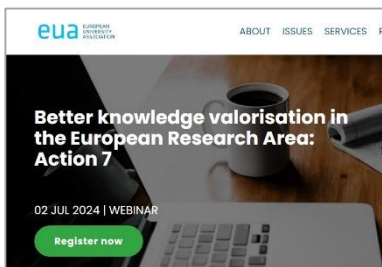 eua EUROPEAN
UNIVERSITY
ASSOCIATION
ABOUT ISSUES SERVICES
Better knowledge valorisation in
the European Research Area:
Action 7
02 JUL 2024 | WEBINAR
Register now